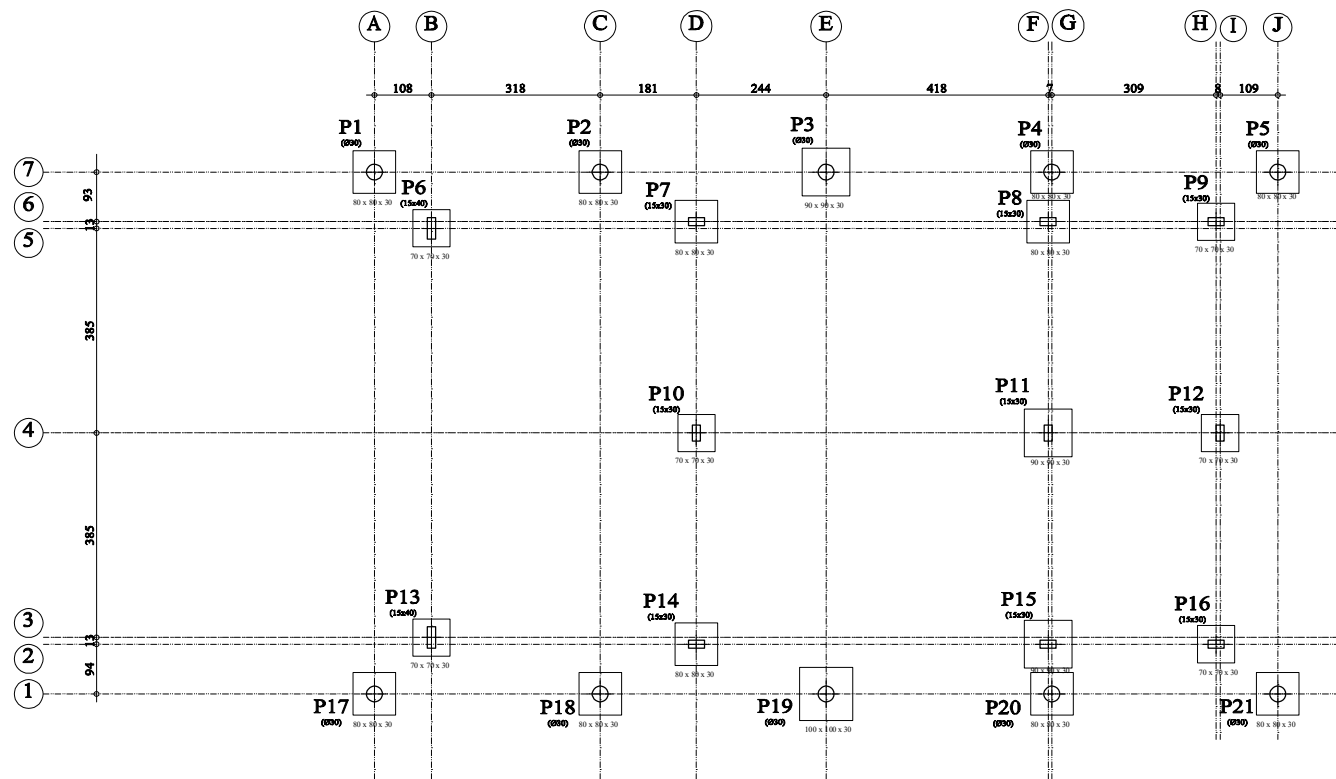 A B C D E F G H I J
108 318 181 244 418 7 309 8 109
P1
(Ø30)
80 x 80 x 30
P2
(Ø30)
80 x 80 x 30
P3
(Ø30)
90 x 90 x 30
P4
(Ø30)
80 x 80 x 30
P5
(Ø30)
80 x 80 x 30
7
93
6
13
5
P6
(15x40)
70 x 70 x 30
P7
(15x30)
80 x 80 x 30
P8
(15x30)
80 x 80 x 30
P9
(15x30)
70 x 70 x 30
385
4
P10
(15x30)
70 x 70 x 30
P11
(15x30)
90 x 90 x 30
P12
(15x30)
70 x 70 x 30
385
3
13
2
P13
(15x40)
70 x 70 x 30
P14
(15x30)
80 x 80 x 30
P15
(15x30)
90 x 90 x 30
P16
(15x30)
70 x 70 x 30
94
1
P17
(Ø30)
80 x 80 x 30
P18
(Ø30)
80 x 80 x 30
P19
(Ø30)
100 x 100 x 30
P20
(Ø30)
80 x 80 x 30
P21
(Ø30)
80 x 80 x 30